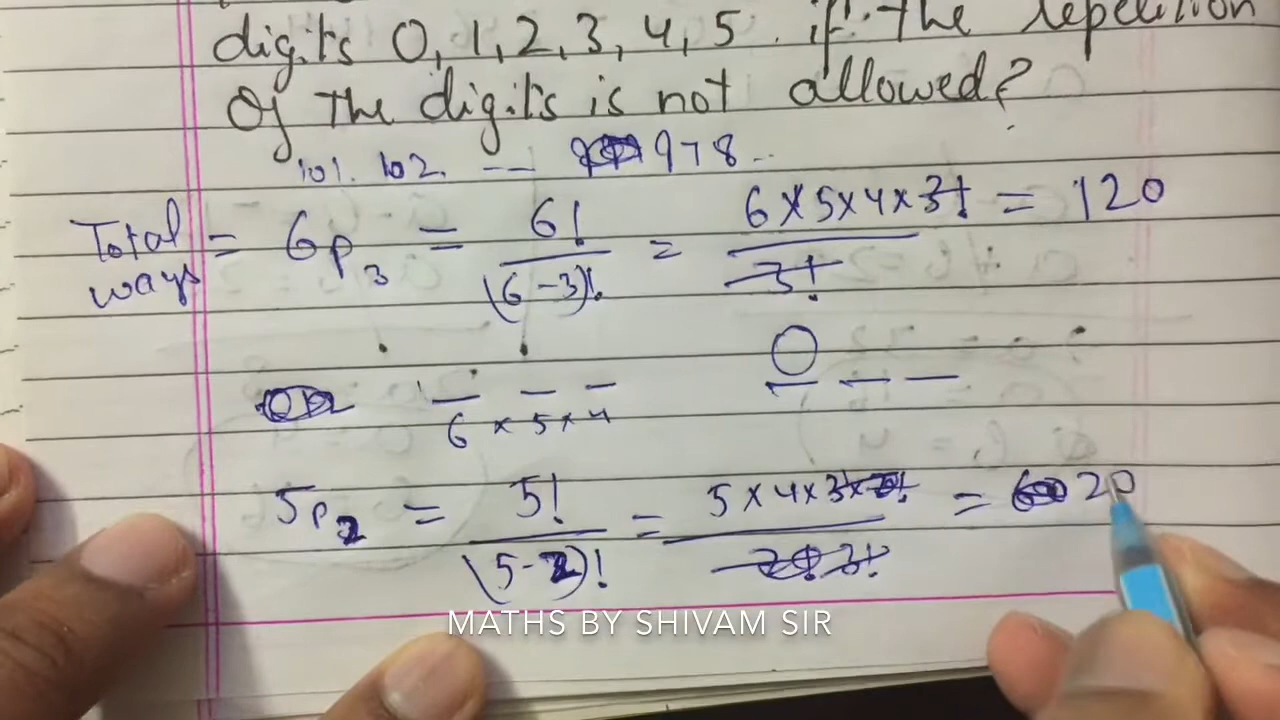 digits 0, 1, 2, 3, 4, 5. if the repetition
of the digits is not allowed?
101. 102. -- 978..
Total ways = 6P3 = 6! / (6-3)! = 6×5×4×3! / 3! = 120
0
6 × 5 × 4
5P2 = 5! / (5-2)! = 5×4×3! / 3! = 20
MATHS BY SHIVAM SIR